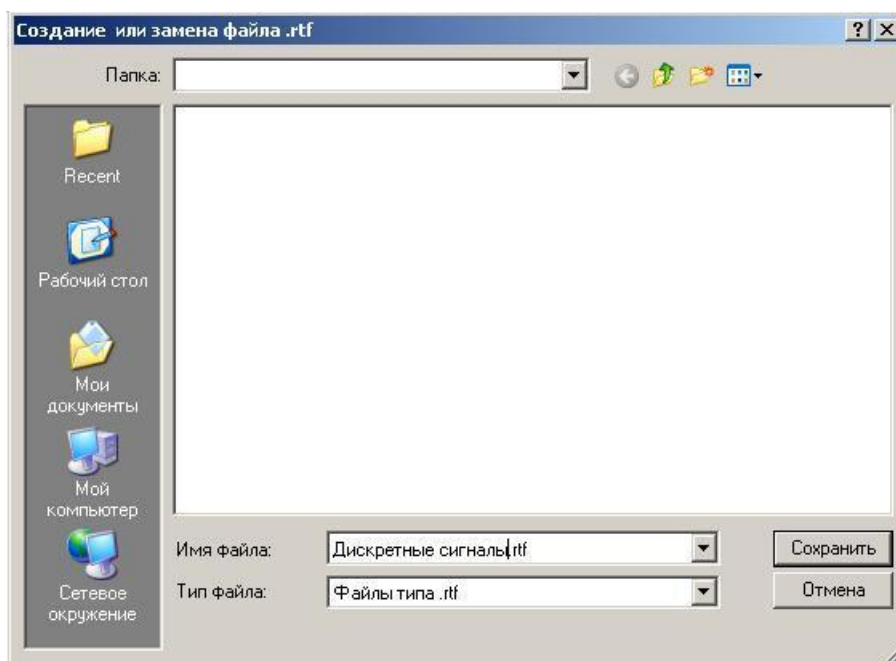 Создание или замена файла .rtf
Папка:
Recent
Рабочий стол
Мои
документы
Мой
компьютер
Сетевое
окружение
Имя файла:
Дискретные сигналы.rtf
Сохранить
Тип файла:
Файлы типа .rtf
Отмена